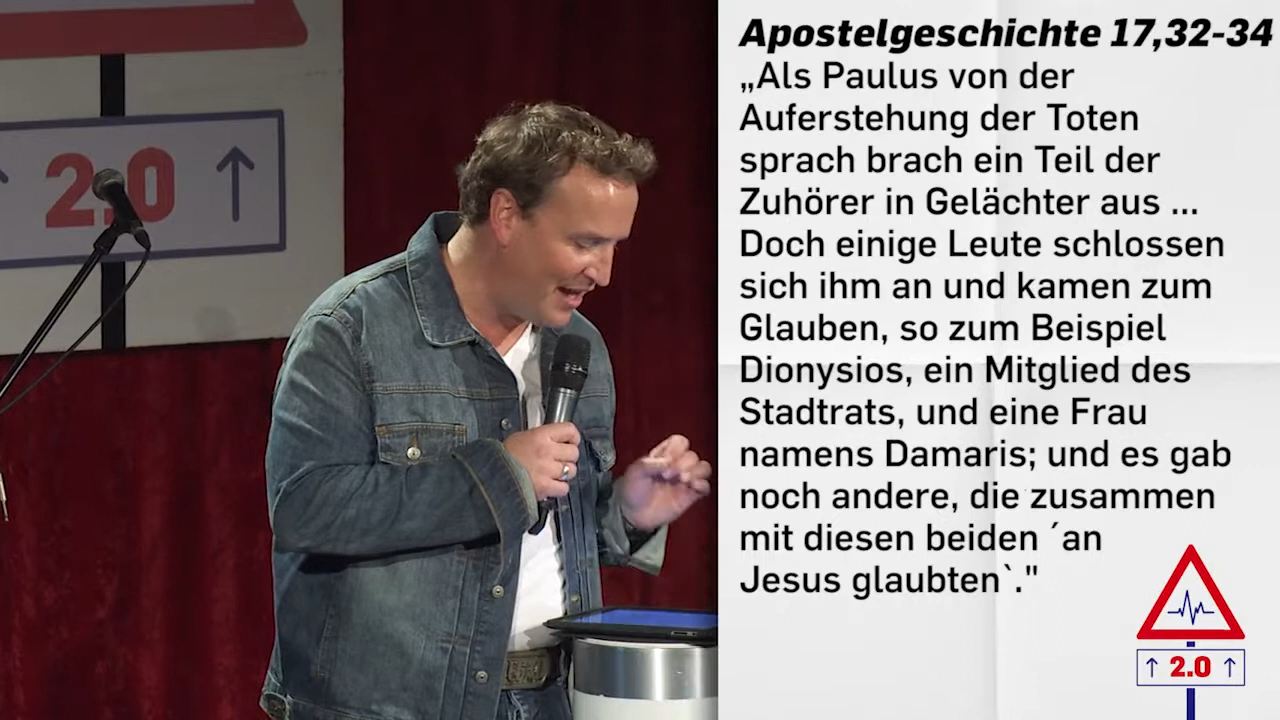 ↑ 2.0 ↑
Apostelgeschichte 17,32-34
„Als Paulus von der
Auferstehung der Toten
sprach brach ein Teil der
Zuhörer in Gelächter aus ...
Doch einige Leute schlossen
sich ihm an und kamen zum
Glauben, so zum Beispiel
Dionysios, ein Mitglied des
Stadtrats, und eine Frau
namens Damaris; und es gab
noch andere, die zusammen
mit diesen beiden ´an
Jesus glaubten`."
↑ 2.0 ↑